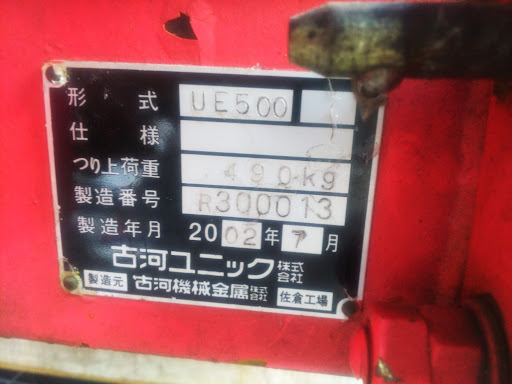 形式 UE500
仕様
つり上荷重 490kg
製造番号 R300013
製造年月 2002年7月
古河ユニック株式会社
製造元 古河機械金属株式会社 佐倉工場